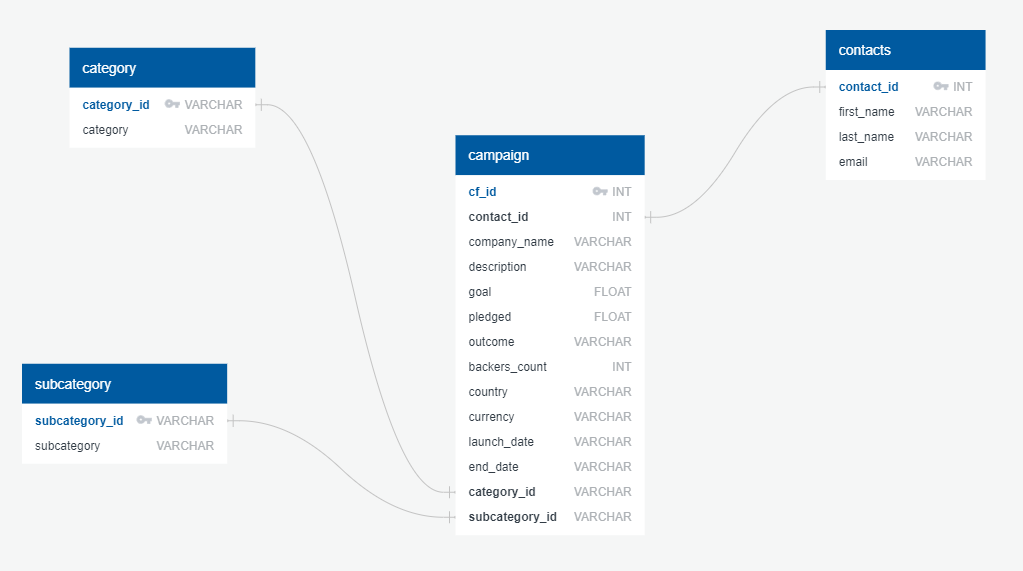 category
category_id VARCHAR
category VARCHAR
subcategory
subcategory_id VARCHAR
subcategory VARCHAR
campaign
cf_id INT
contact_id INT
company_name VARCHAR
description VARCHAR
goal FLOAT
pledged FLOAT
outcome VARCHAR
backers_count INT
country VARCHAR
currency VARCHAR
launch_date VARCHAR
end_date VARCHAR
category_id VARCHAR
subcategory_id VARCHAR
contacts
contact_id INT
first_name VARCHAR
last_name VARCHAR
email VARCHAR